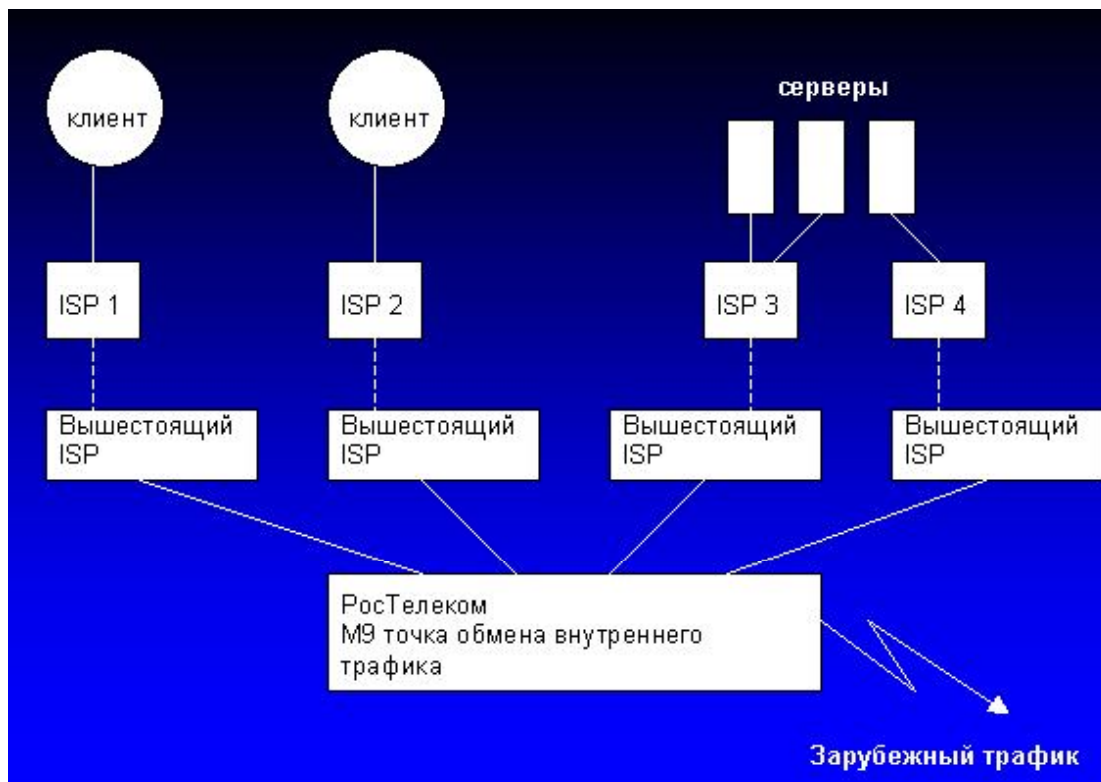 клиент
клиент
серверы
ISP 1
ISP 2
ISP 3
ISP 4
Вышестоящий
ISP
Вышестоящий
ISP
Вышестоящий
ISP
Вышестоящий
ISP
РосТелеком
М9 точка обмена внутреннего
трафика
Зарубежный трафик